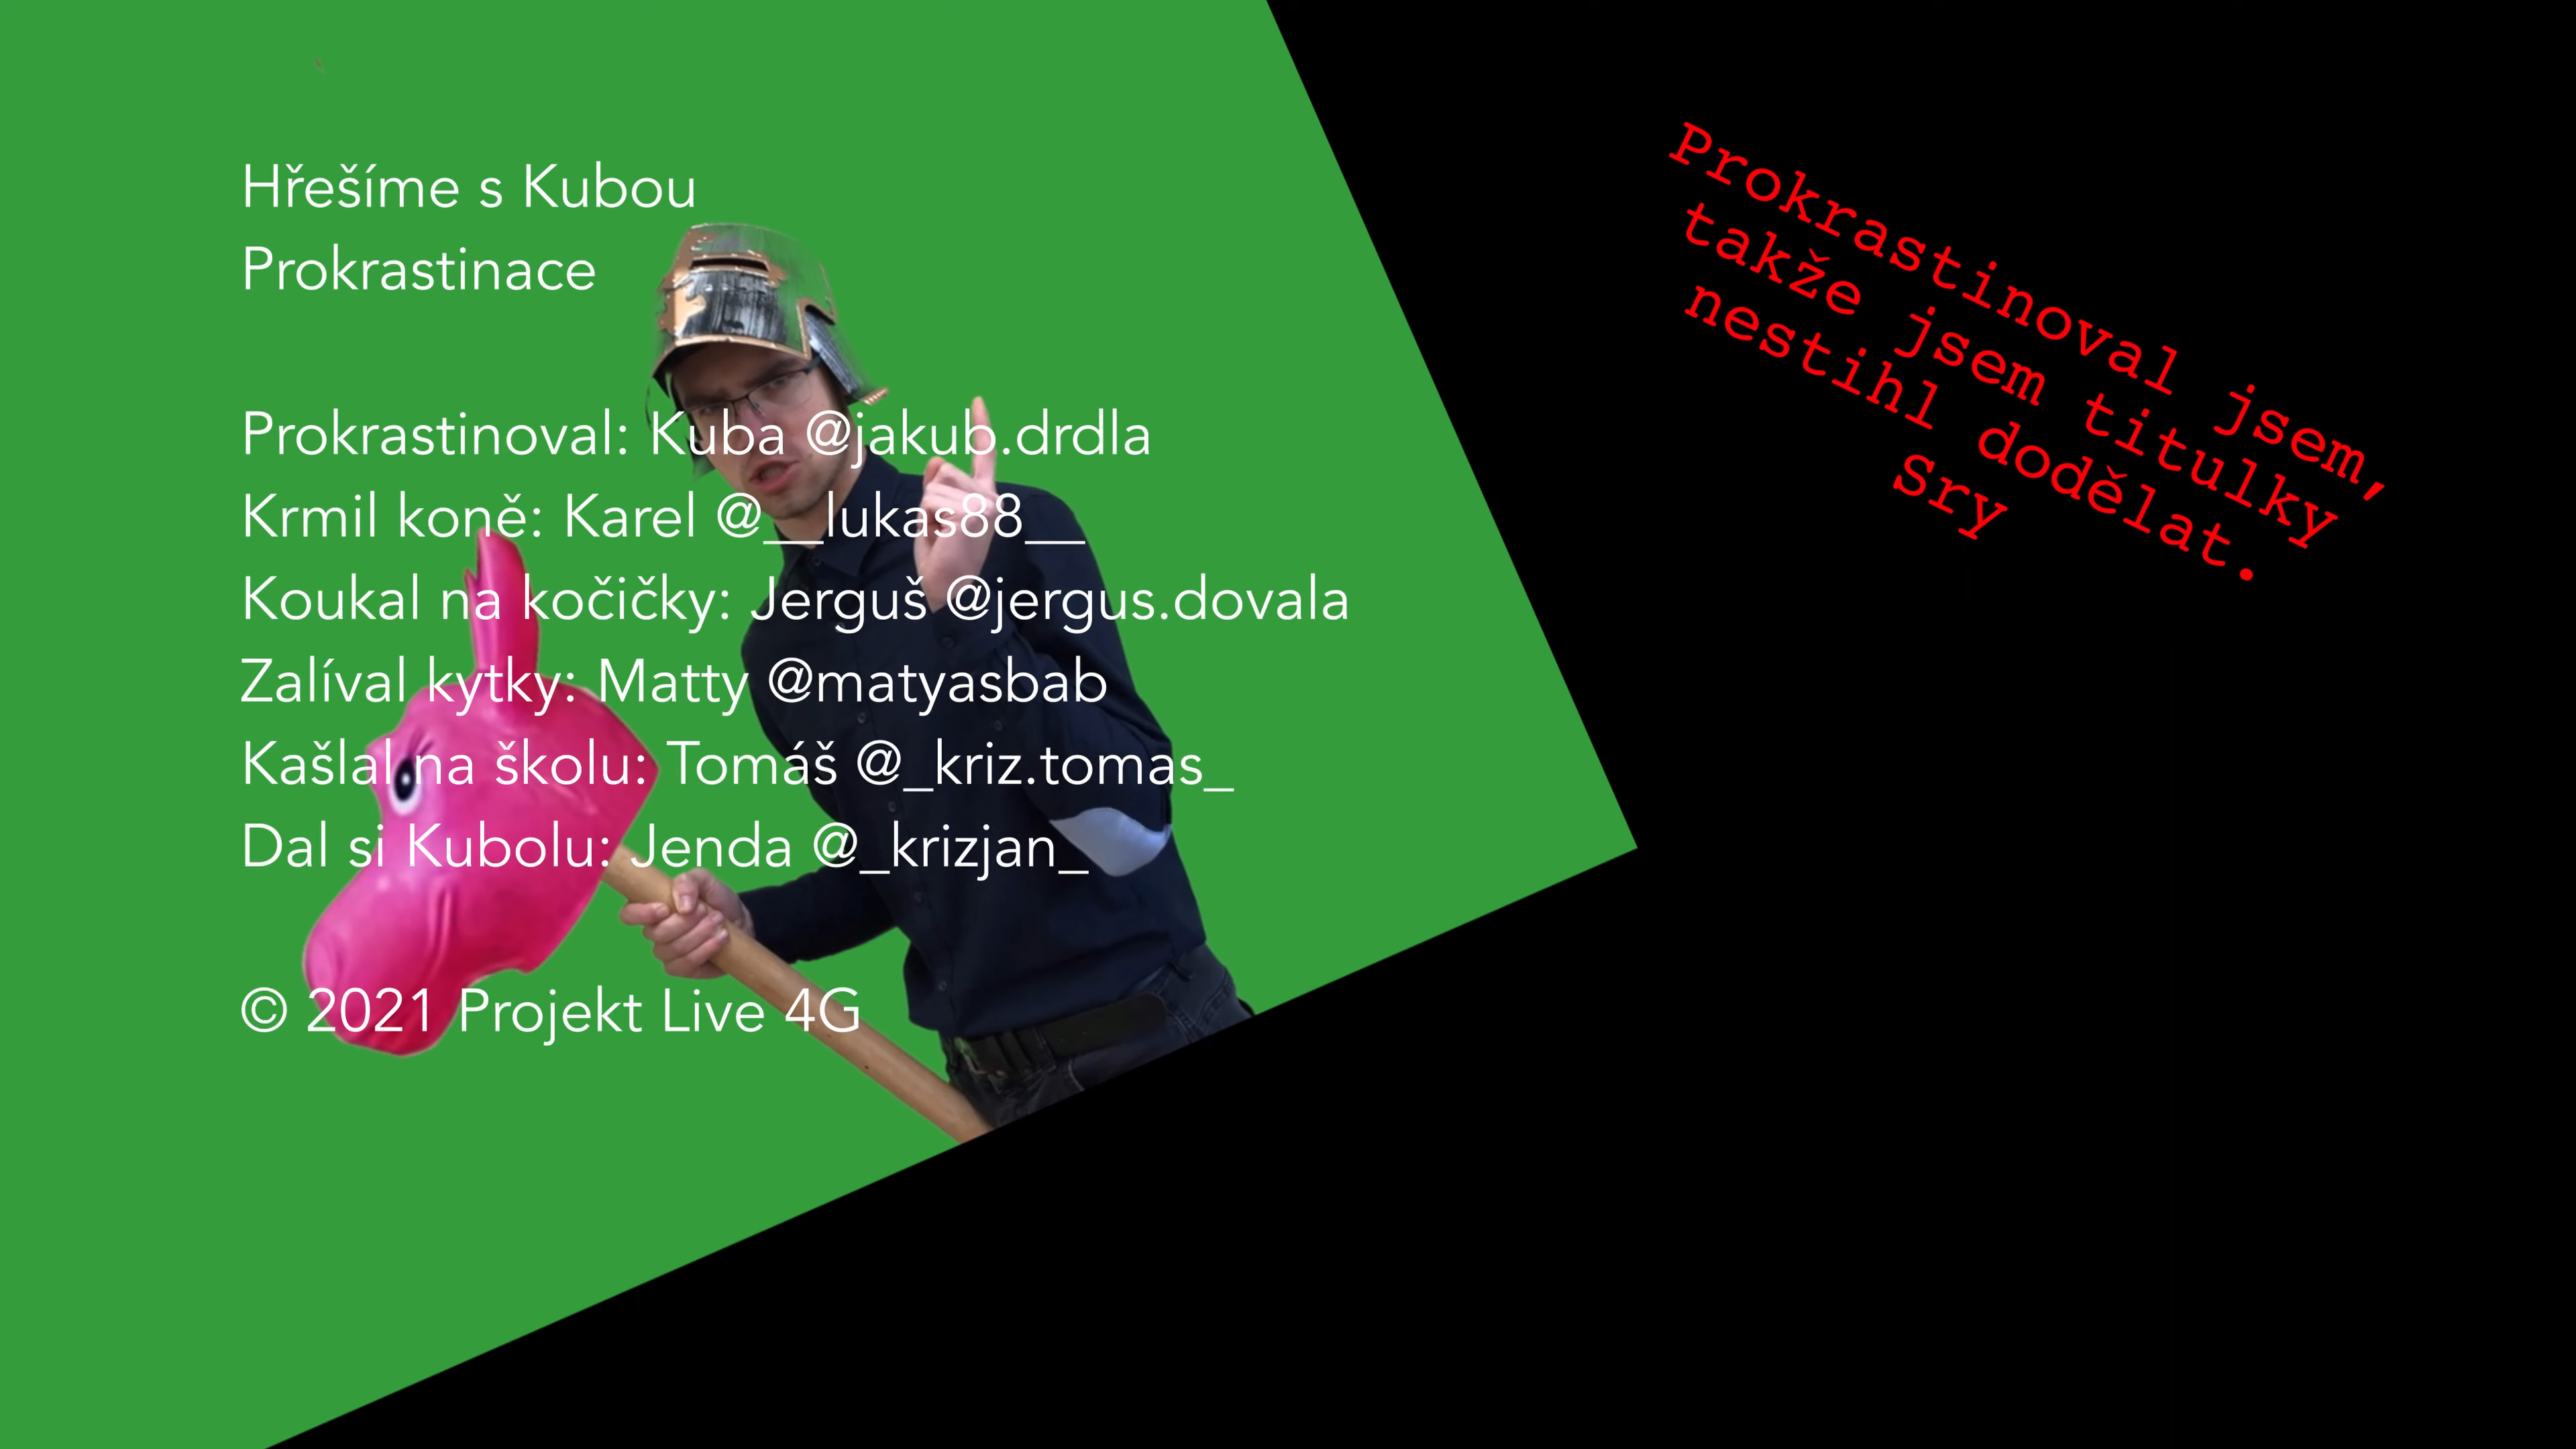 Hřešíme s Kubou
Prokrastinace
Prokrastinoval: Kuba @jakub.drdla
Krmil koně: Karel @__lukas88__
Koukal na kočičky: Jerguš @jergus.dovala
Zalíval kytky: Matty @matyasbab
Kašlal na školu: Tomáš @_kriz.tomas_
Dal si Kubolu: Jenda @_krizjan_
© 2021 Projekt Live 4G
Prokrastinoval jsem,
takže jsem titulky
nestihl dodělat.
Sry